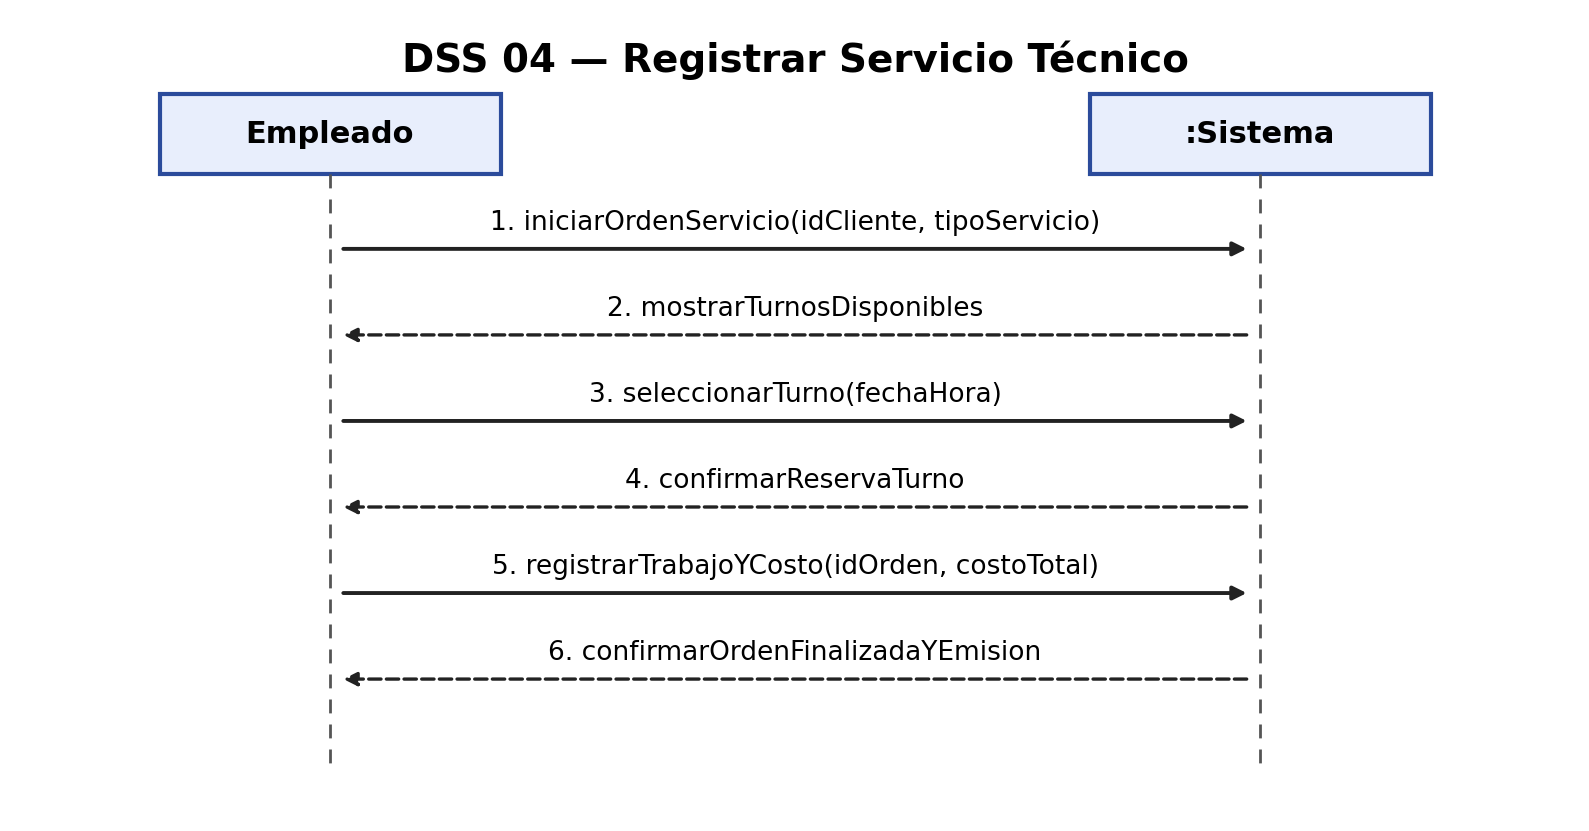 DSS 04 — Registrar Servicio Técnico
Empleado
:Sistema
1. iniciarOrdenServicio(idCliente, tipoServicio)
2. mostrarTurnosDisponibles
3. seleccionarTurno(fechaHora)
4. confirmarReservaTurno
5. registrarTrabajoYCosto(idOrden, costoTotal)
6. confirmarOrdenFinalizadaYEmision